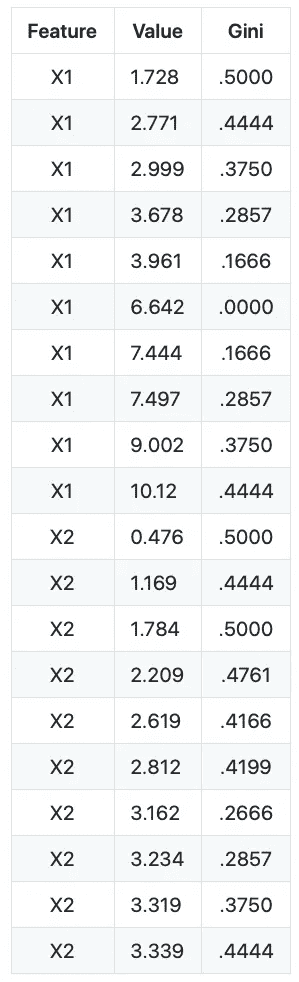 Feature Value Gini
X1 1.728 .5000
X1 2.771 .4444
X1 2.999 .3750
X1 3.678 .2857
X1 3.961 .1666
X1 6.642 .0000
X1 7.444 .1666
X1 7.497 .2857
X1 9.002 .3750
X1 10.12 .4444
X2 0.476 .5000
X2 1.169 .4444
X2 1.784 .5000
X2 2.209 .4761
X2 2.619 .4166
X2 2.812 .4199
X2 3.162 .2666
X2 3.234 .2857
X2 3.319 .3750
X2 3.339 .4444